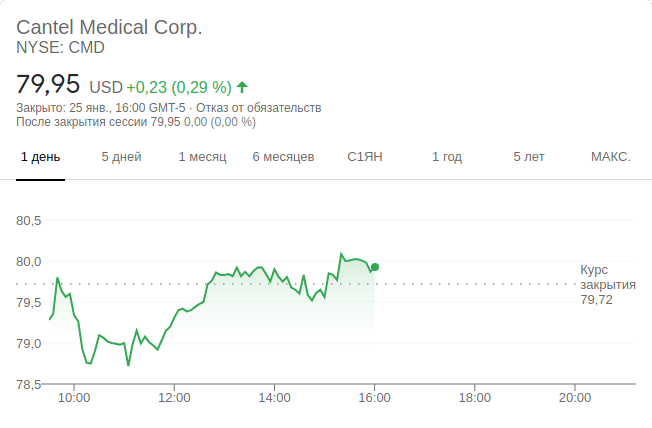 Cantel Medical Corp.
NYSE: CMD
79,95 USD +0,23 (0,29 %)
Закрыто: 25 янв., 16:00 GMT-5 · Отказ от обязательств
После закрытия сессии 79,95 0,00 (0,00 %)
1 день 5 дней 1 месяц 6 месяцев С1ЯН 1 год 5 лет МАКС.
80,5
80,0
Курс
закрытия
79,72
79.5
79,0
78,5
10:00 12:00 14:00 16:00 18:00 20:00